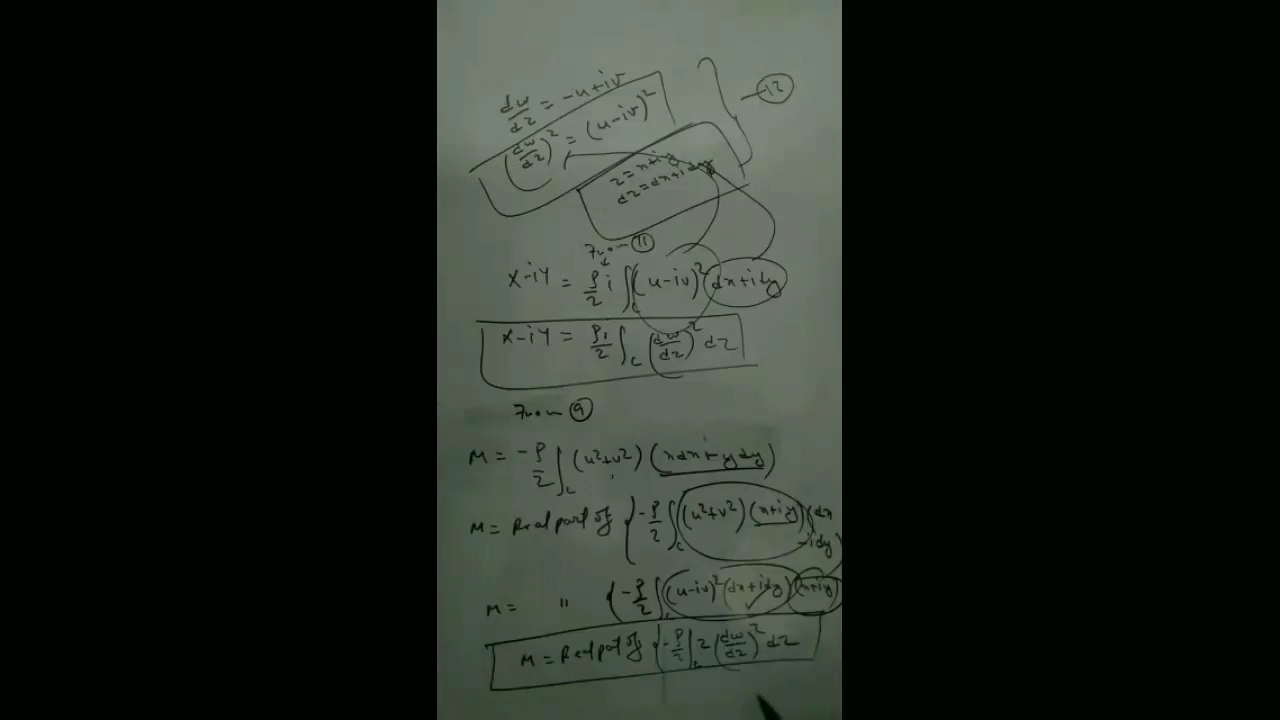 dw/dz = -u+iv
(dw/dz)² = (u-iv)²
12
z=x+iy
dz=dx+idy
From 11
X-iY = ρ/2 i ∫c (u-iv)² (dx+idy)
X-iY = ρi/2 ∫c (dw/dz)² dz
From 9
M = -ρ/2 ∫c (u²+v²) (xdx+ydy)
M = Real part of { -ρ/2 ∫c (u²+v²) (x+iy) (dx
-idy)
M = " { -ρ/2 ∫c (u-iv)² (dx+idy) (x+iy)
M = Real part of { -ρ/2 ∫c z (dw/dz)² dz